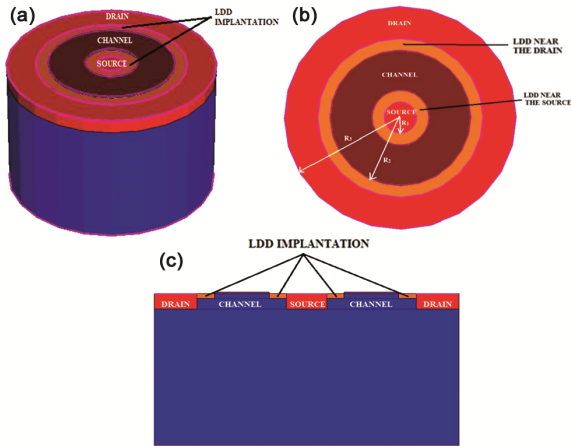 (a)
DRAIN
LDD
IMPLANTATION
CHANNEL
SOURCE
(b)
DRAIN
LDD NEAR
THE DRAIN
CHANNEL
LDD NEAR
THE SOURCE
SOURCE
R1
R3
R2
LDD IMPLANTATION
(c)
DRAIN
CHANNEL
SOURCE
CHANNEL
DRAIN